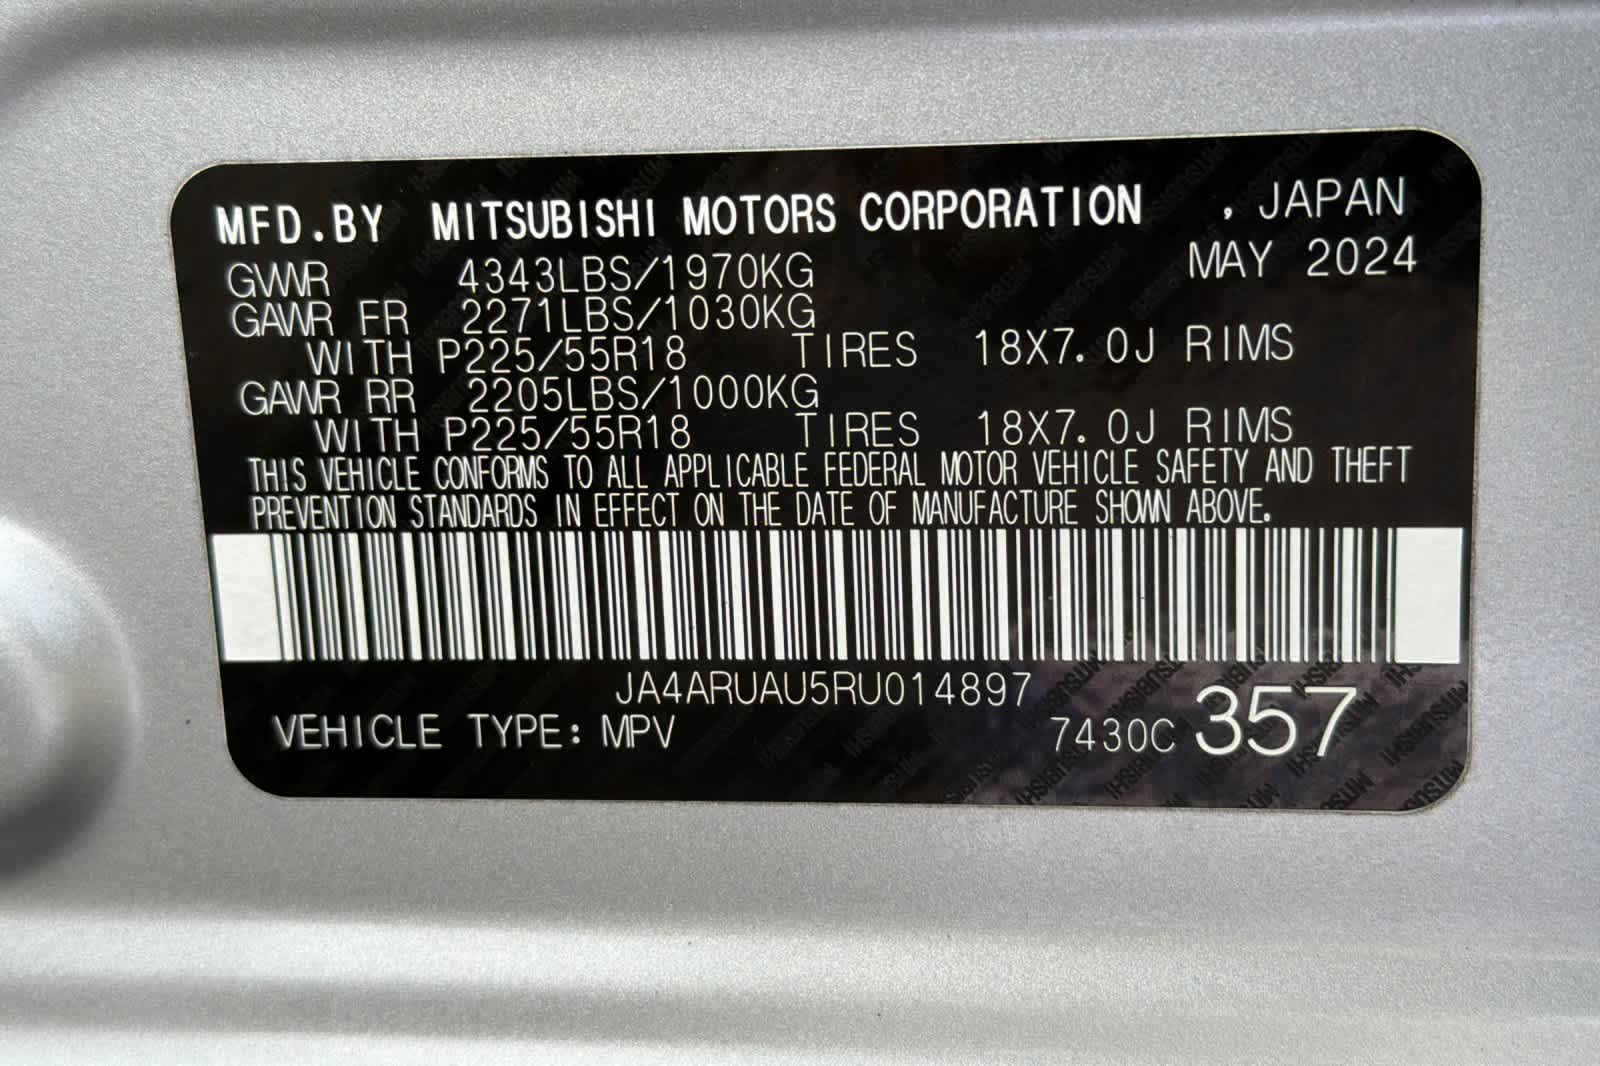 MFD.BY MITSUBISHI MOTORS CORPORATION , JAPAN
MAY 2024
GVWR 4343LBS/1970KG
GAWR FR 2271LBS/1030KG
WITH P225/55R18 TIRES 18X7.0J RIMS
GAWR RR 2205LBS/1000KG
WITH P225/55R18 TIRES 18X7.0J RIMS
THIS VEHICLE CONFORMS TO ALL APPLICABLE FEDERAL MOTOR VEHICLE SAFETY AND THEFT
PREVENTION STANDARDS IN EFFECT ON THE DATE OF MANUFACTURE SHOWN ABOVE.
JA4ARUAU5RU014897
VEHICLE TYPE: MPV 7430C 357